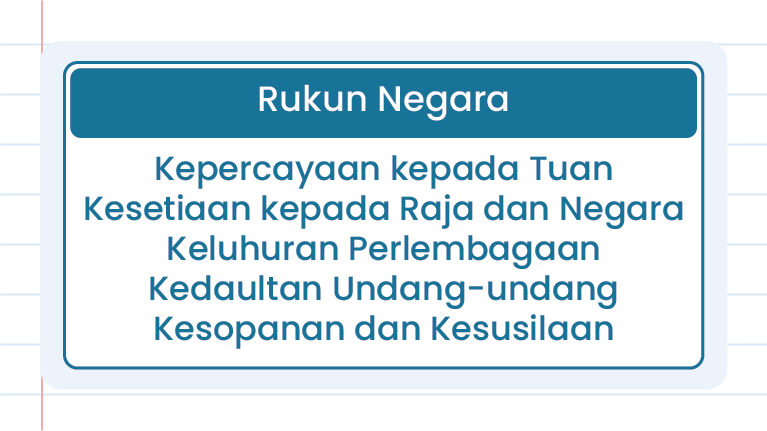 Rukun Negara
Kepercayaan kepada Tuan
Kesetiaan kepada Raja dan Negara
Keluhuran Perlembagaan
Kedaultan Undang-undang
Kesopanan dan Kesusilaan